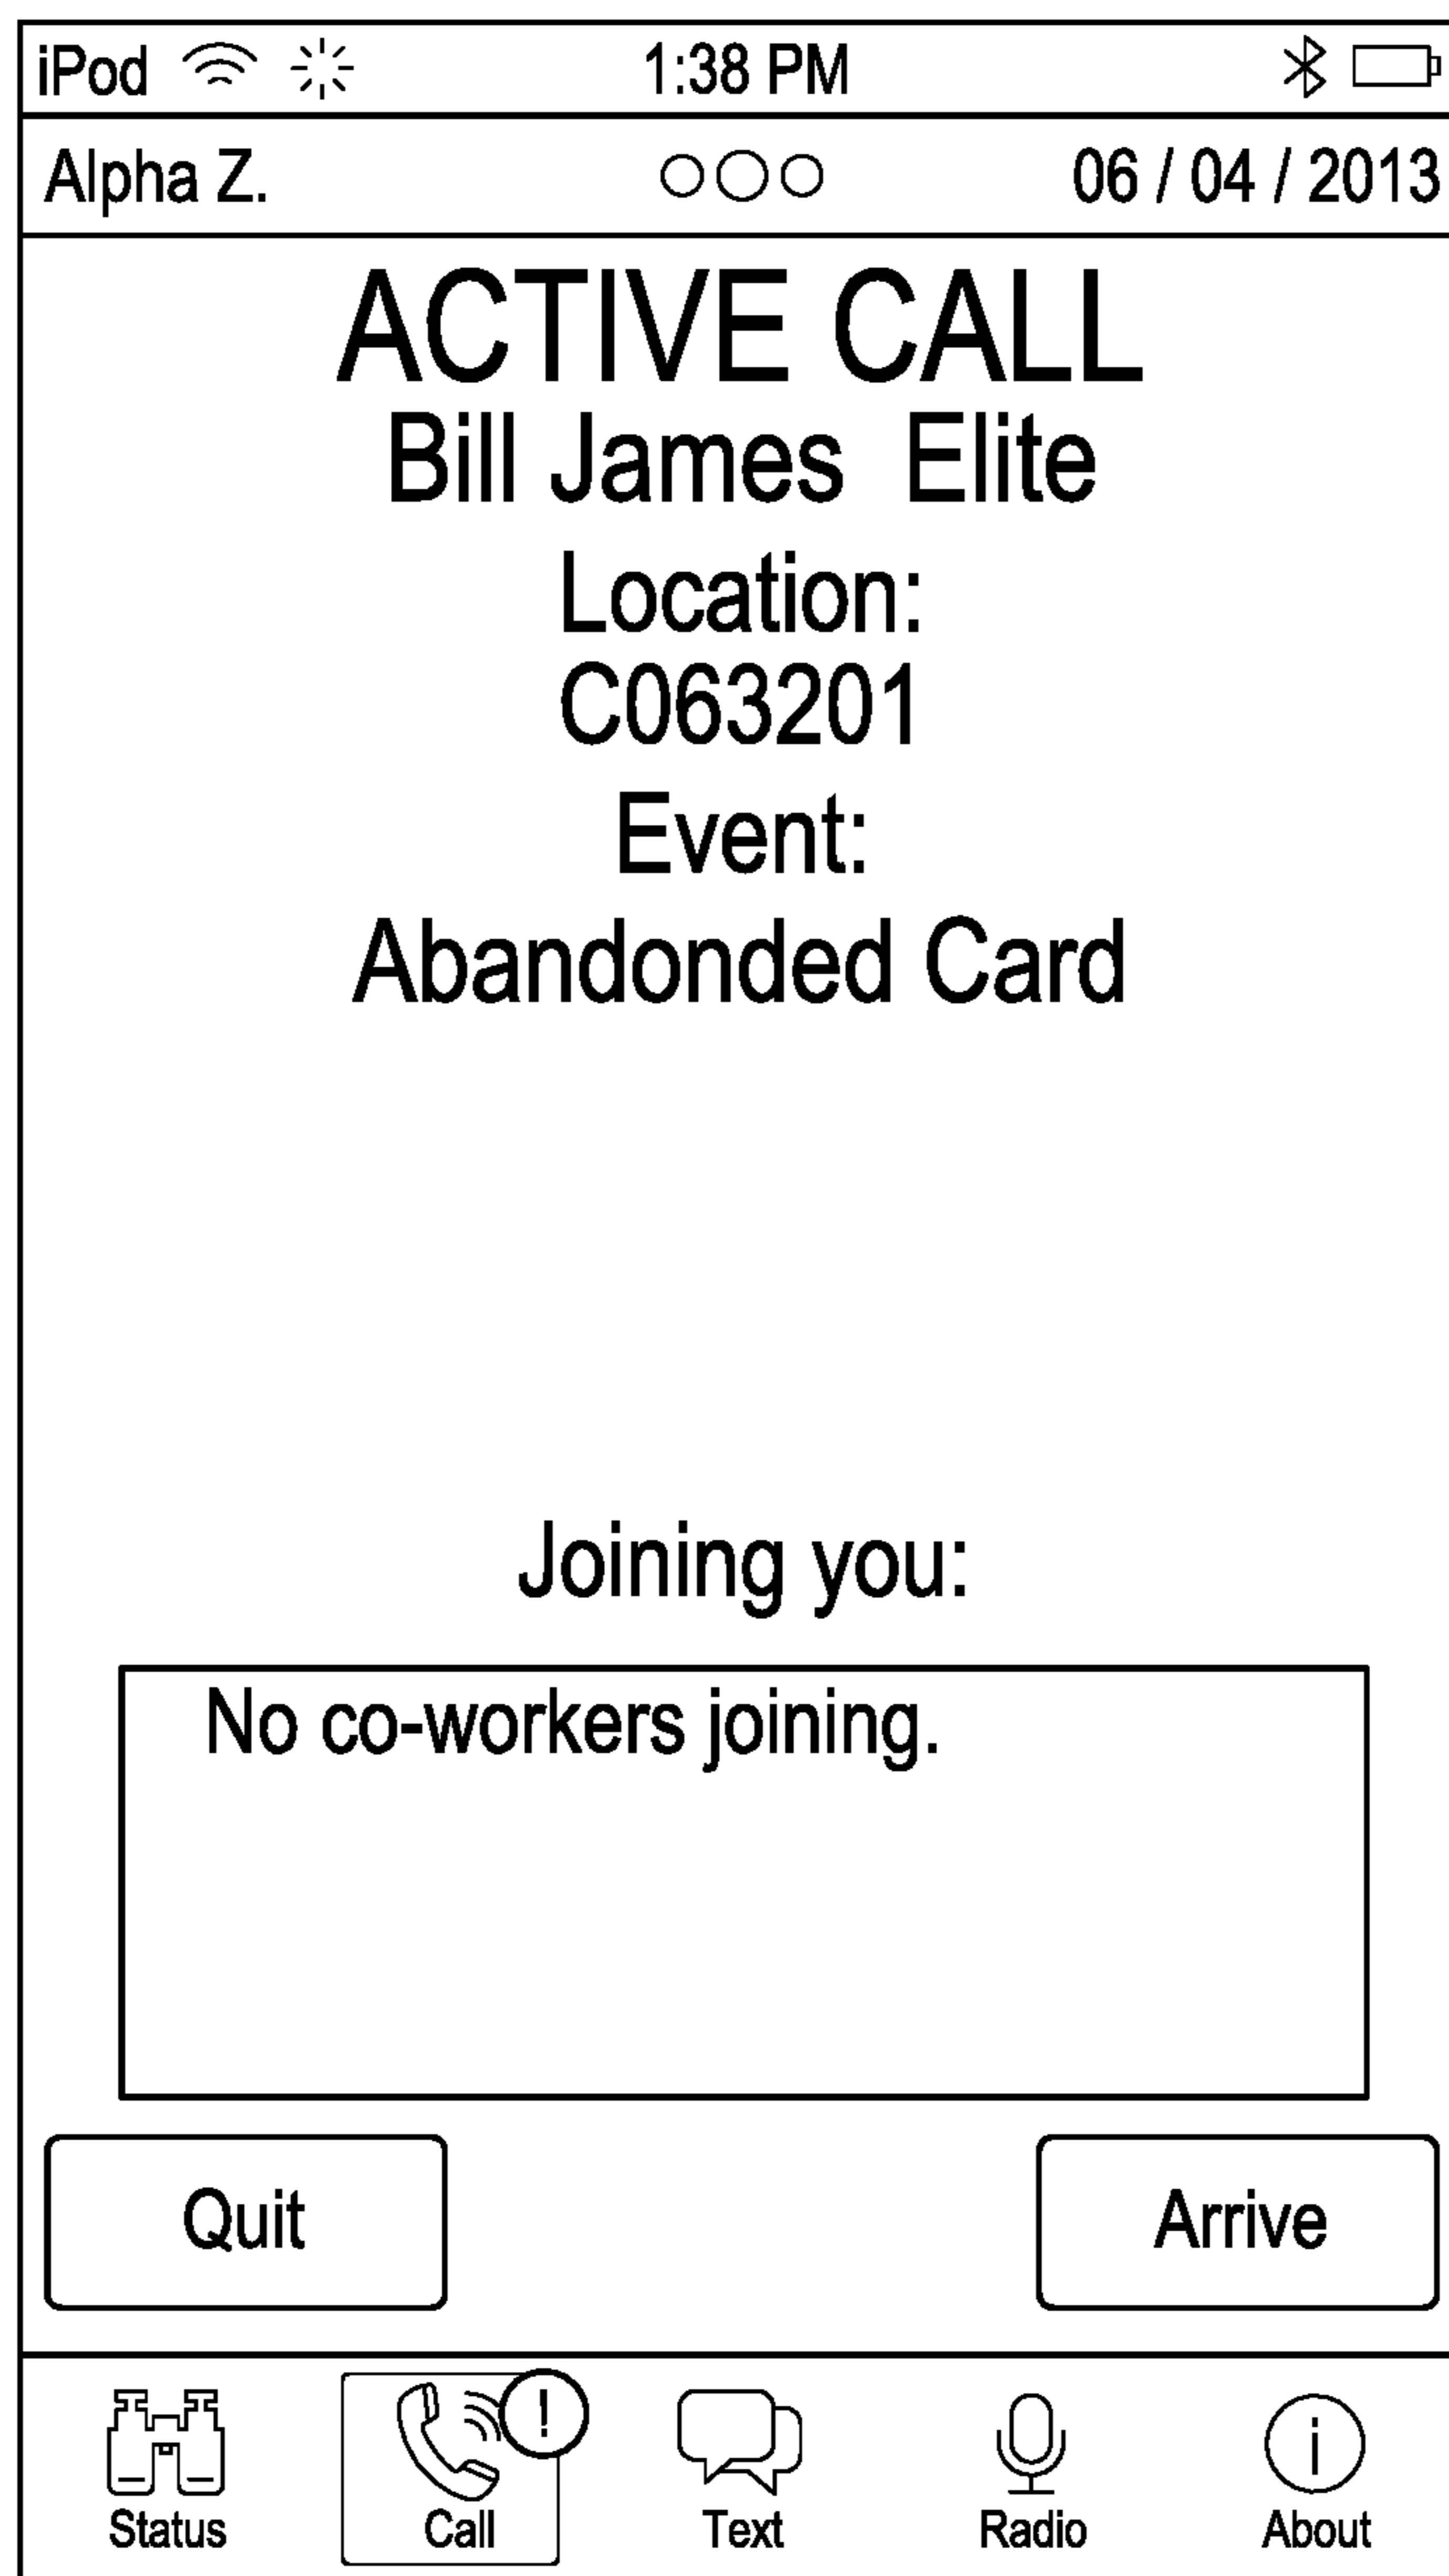 iPod 1:38 PM
Alpha Z. 06 / 04 / 2013
ACTIVE CALL
Bill James Elite
Location:
C063201
Event:
Abandonded Card
Joining you:
No co-workers joining.
Quit Arrive
!
i
Status Call Text Radio About